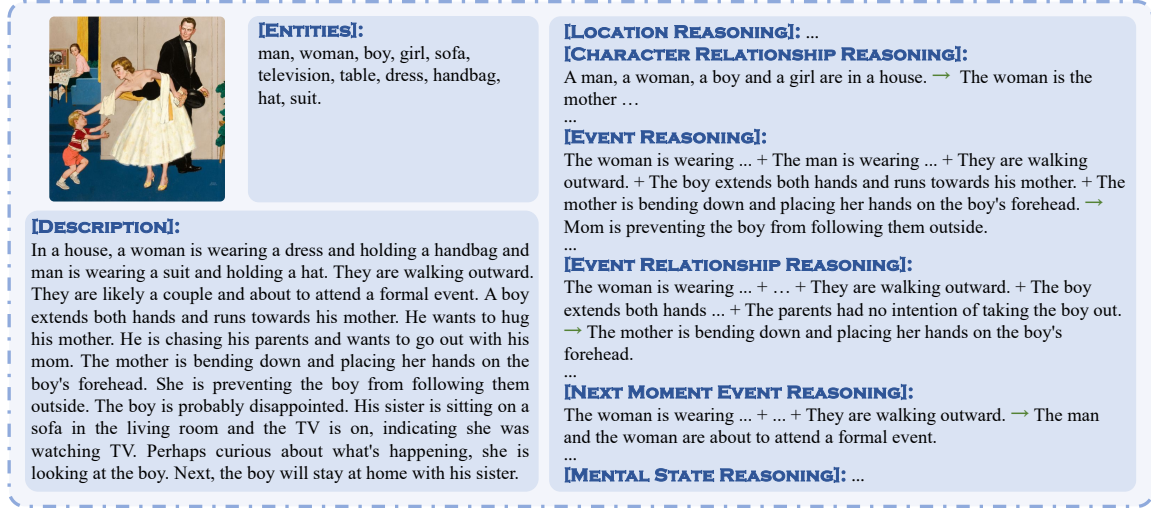 [Entities]:
man, woman, boy, girl, sofa,
television, table, dress, handbag,
hat, suit.
[Description]:
In a house, a woman is wearing a dress and holding a handbag and
man is wearing a suit and holding a hat. They are walking outward.
They are likely a couple and about to attend a formal event. A boy
extends both hands and runs towards his mother. He wants to hug
his mother. He is chasing his parents and wants to go out with his
mom. The mother is bending down and placing her hands on the
boy's forehead. She is preventing the boy from following them
outside. The boy is probably disappointed. His sister is sitting on a
sofa in the living room and the TV is on, indicating she was
watching TV. Perhaps curious about what's happening, she is
looking at the boy. Next, the boy will stay at home with his sister.
[Location Reasoning]: ...
[Character Relationship Reasoning]:
A man, a woman, a boy and a girl are in a house. → The woman is the
mother …
...
[Event Reasoning]:
The woman is wearing ... + The man is wearing ... + They are walking
outward. + The boy extends both hands and runs towards his mother. + The
mother is bending down and placing her hands on the boy's forehead. →
Mom is preventing the boy from following them outside.
...
[Event Relationship Reasoning]:
The woman is wearing ... + … + They are walking outward. + The boy
extends both hands ... + The parents had no intention of taking the boy out.
→ The mother is bending down and placing her hands on the boy's
forehead.
...
[Next Moment Event Reasoning]:
The woman is wearing ... + ... + They are walking outward. → The man
and the woman are about to attend a formal event.
...
[Mental State Reasoning]: ...